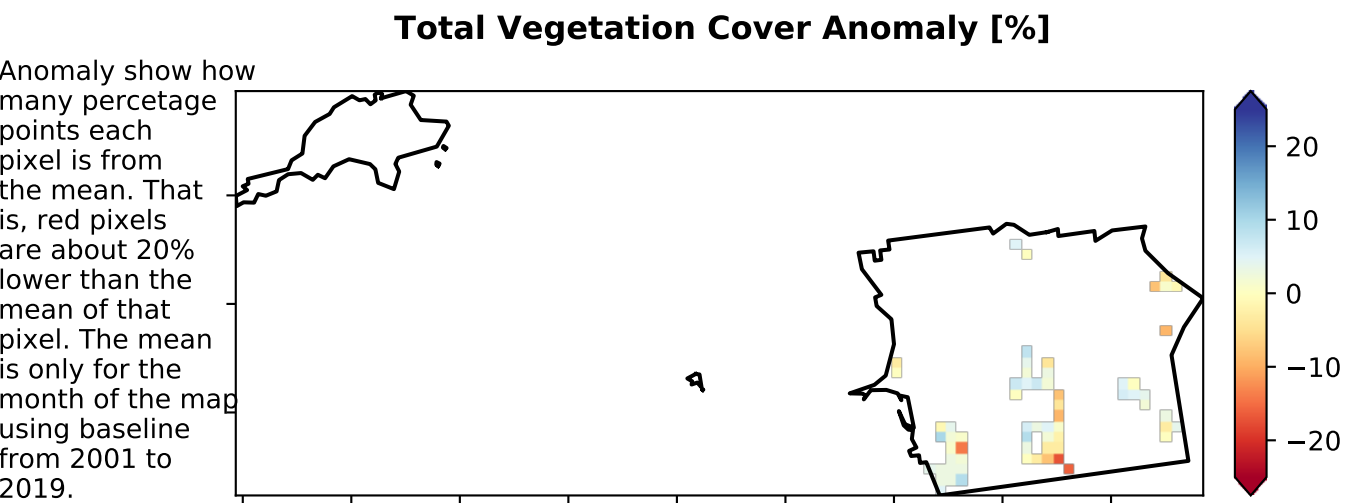 Total Vegetation Cover Anomaly [%]
Anomaly show how
many percetage
points each
pixel is from
the mean. That
is, red pixels
are about 20%
lower than the
mean of that
pixel. The mean
is only for the
month of the map
using baseline
from 2001 to
2019.
20
10
0
−10
−20